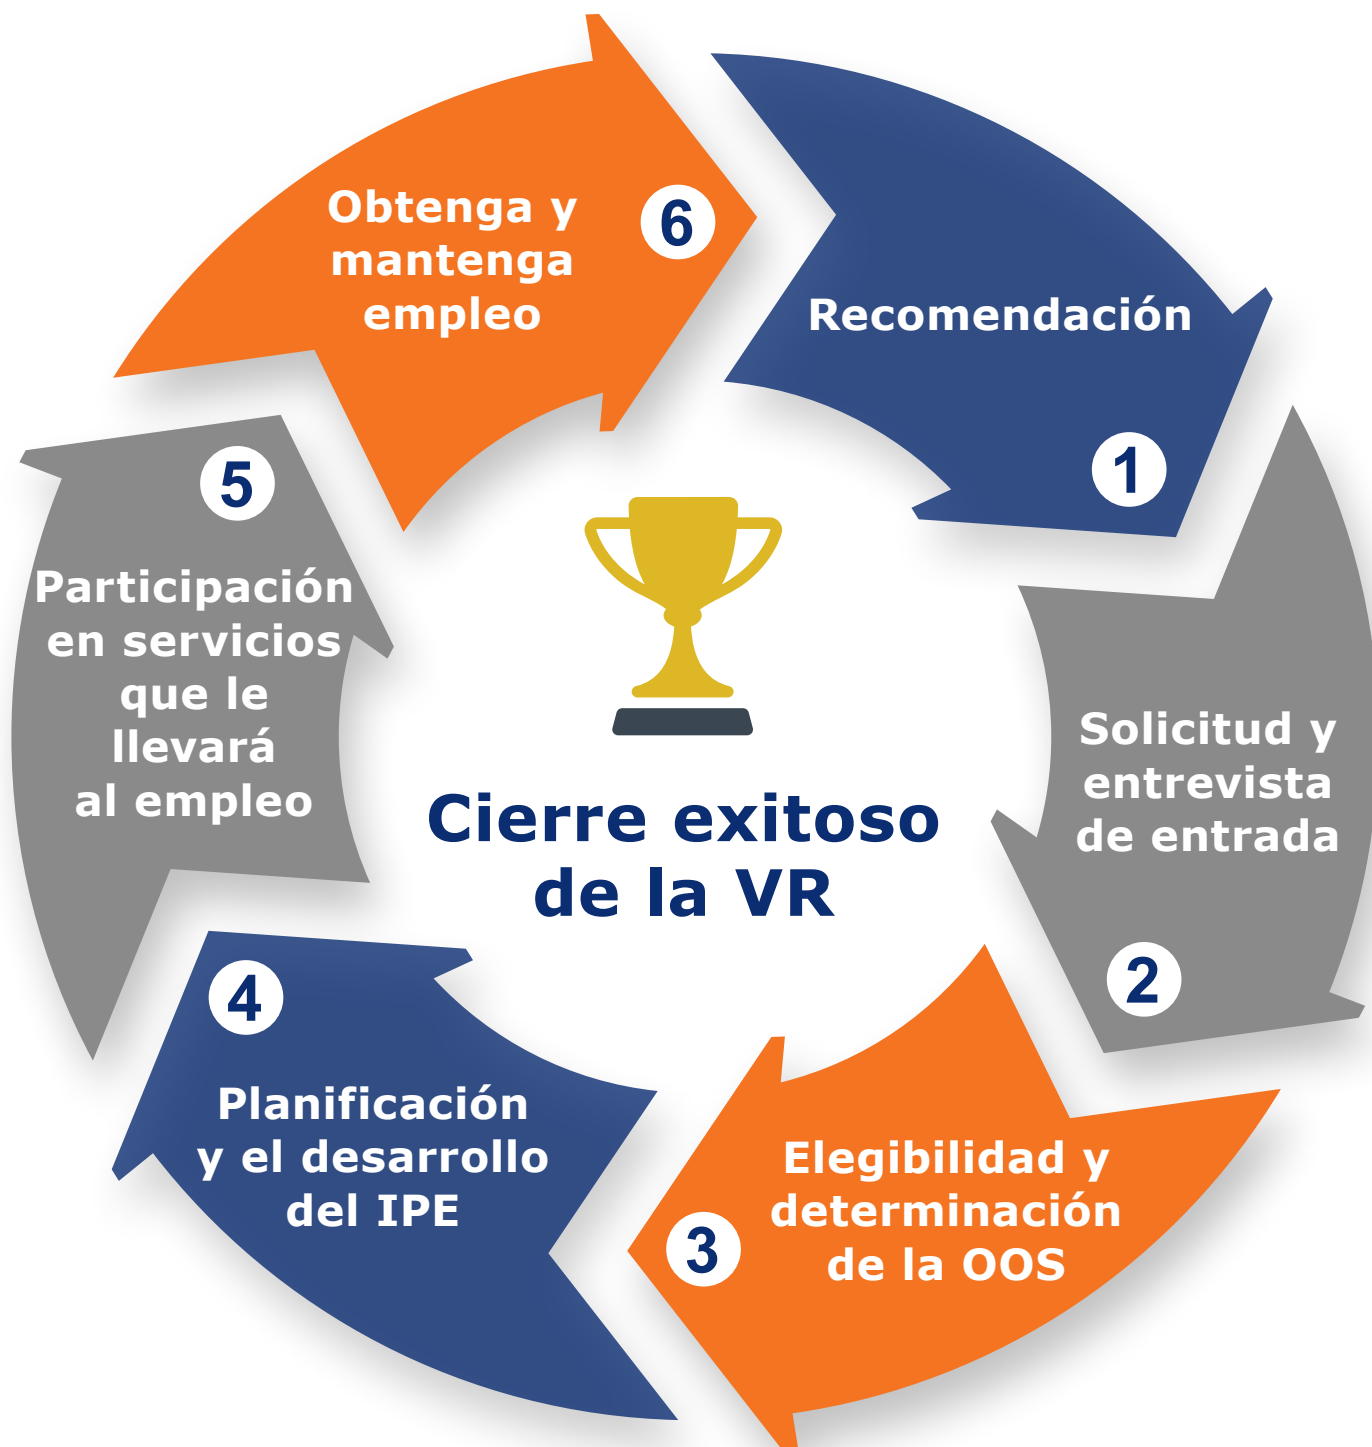 Recomendación
1
Solicitud y
entrevista
de entrada
2
Elegibilidad y
determinación
de la OOS
3
Planificación
y el desarrollo
del IPE
4
Participación
en servicios
que le
llevará
al empleo
5
Obtenga y
mantenga
empleo
6
Cierre exitoso
de la VR